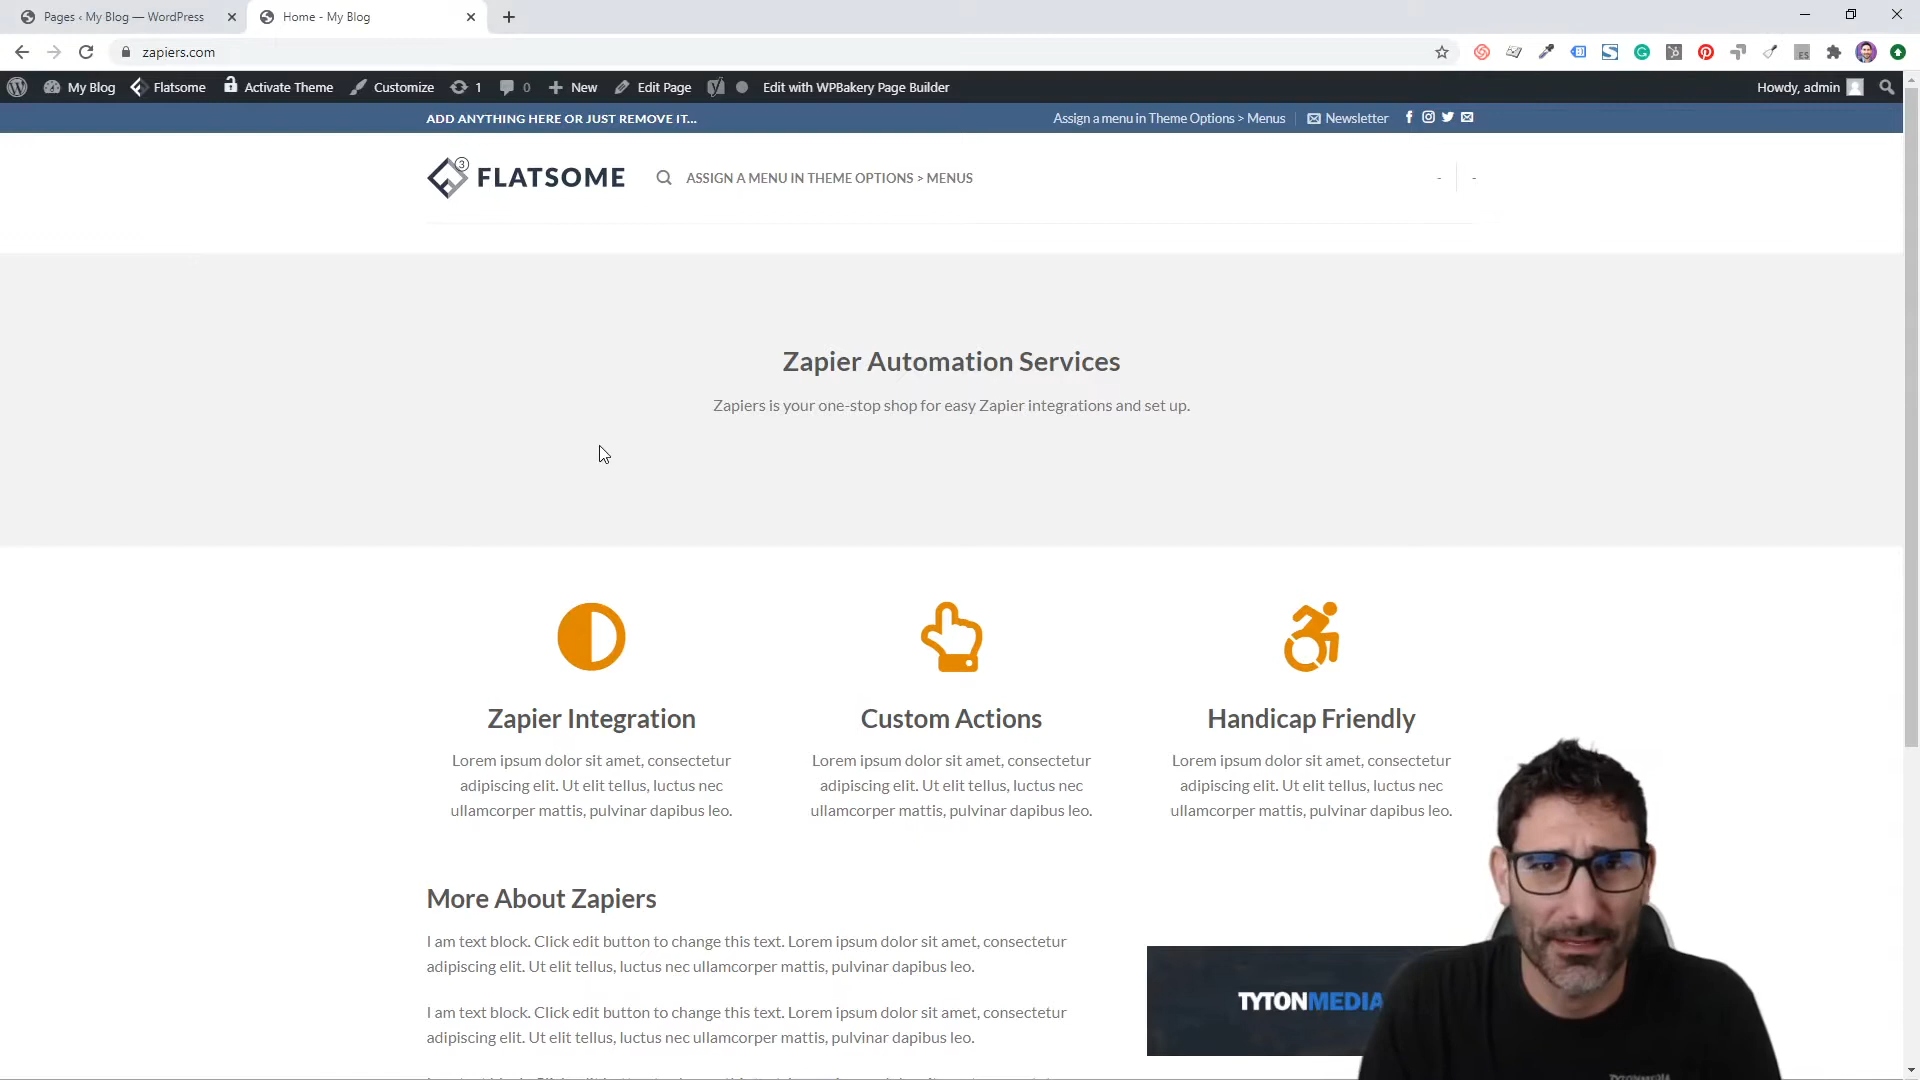 Pages ‹ My Blog — WordPress
Home - My Blog
zapiers.com
My Blog Flatsome Activate Theme Customize 1 0 New Edit Page Edit with WPBakery Page Builder Howdy, admin
ADD ANYTHING HERE OR JUST REMOVE IT...
Assign a menu in Theme Options > Menus Newsletter
3 FLATSOME ASSIGN A MENU IN THEME OPTIONS > MENUS - -
Zapier Automation Services
Zapiers is your one-stop shop for easy Zapier integrations and set up.
Zapier Integration
Lorem ipsum dolor sit amet, consectetur
adipiscing elit. Ut elit tellus, luctus nec
ullamcorper mattis, pulvinar dapibus leo.
Custom Actions
Lorem ipsum dolor sit amet, consectetur
adipiscing elit. Ut elit tellus, luctus nec
ullamcorper mattis, pulvinar dapibus leo.
Handicap Friendly
Lorem ipsum dolor sit amet, consectetur
adipiscing elit. Ut elit tellus, luctus nec
ullamcorper mattis, pulvinar dapibus leo.
More About Zapiers
I am text block. Click edit button to change this text. Lorem ipsum dolor sit amet, consectetur
adipiscing elit. Ut elit tellus, luctus nec ullamcorper mattis, pulvinar dapibus leo.
I am text block. Click edit button to change this text. Lorem ipsum dolor sit amet, consectetur
adipiscing elit. Ut elit tellus, luctus nec ullamcorper mattis, pulvinar dapibus leo.
TYTONMEDIA